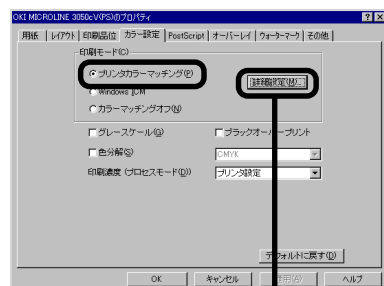 OKI MICROLINE 3050cV(PS)のプロパティ
用紙 レイアウト 印刷品位 カラー設定 PostScript オーバーレイ ウォーターマーク その他
印刷モード(C)
プリンタカラーマッチング(P)
詳細設定(M)...
Windows ICM
カラーマッチングオフ(N)
グレースケール(G) ブラックオーバープリント
色分解(S) CMYK
印刷濃度 (プロセスモード(D)) プリンタ設定
デフォルトに戻す(D)
OK キャンセル 適用(A) ヘルプ